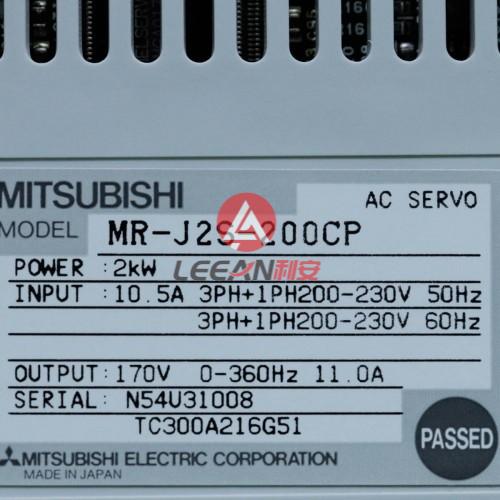 MITSUBISHI
AC SERVO
MODEL MR-J2S-200CP
POWER : 2kW
LEEAN利安
INPUT : 10.5A 3PH+1PH200-230V 50Hz
3PH+1PH200-230V 60Hz
OUTPUT : 170V 0-360Hz 11.0A
SERIAL : N54U31008
TC300A216G51
PASSED
MITSUBISHI ELECTRIC CORPORATION
MADE IN JAPAN